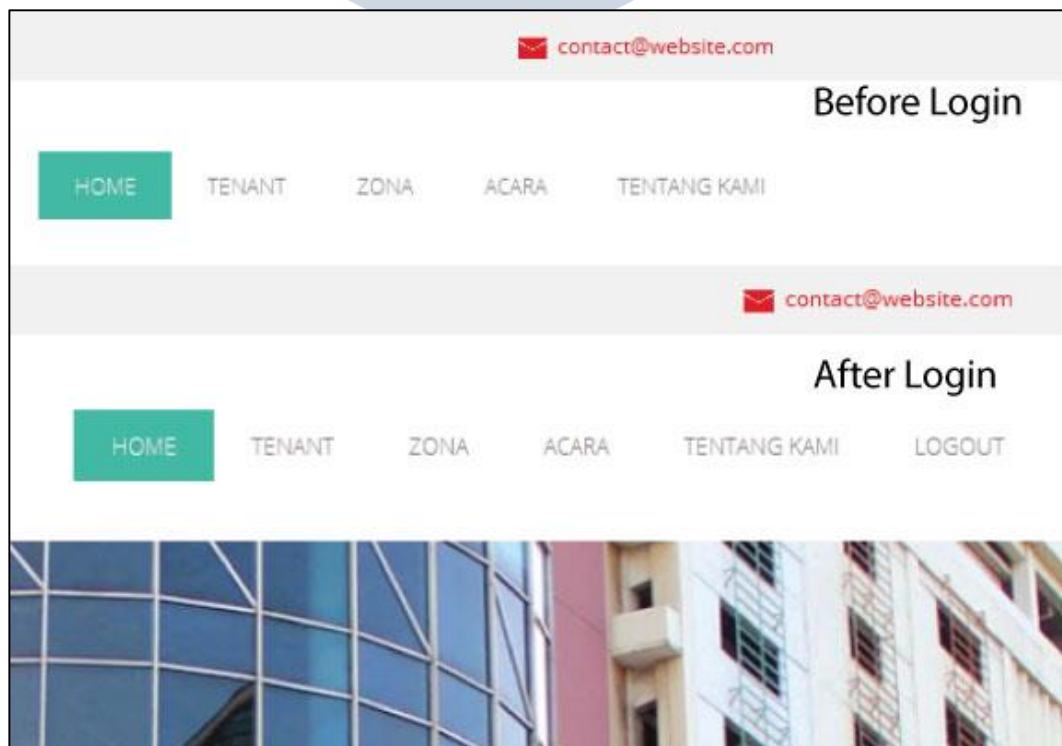 contact@website.com
Before Login
HOME TENANT ZONA ACARA TENTANG KAMI
contact@website.com
After Login
HOME TENANT ZONA ACARA TENTANG KAMI LOGOUT